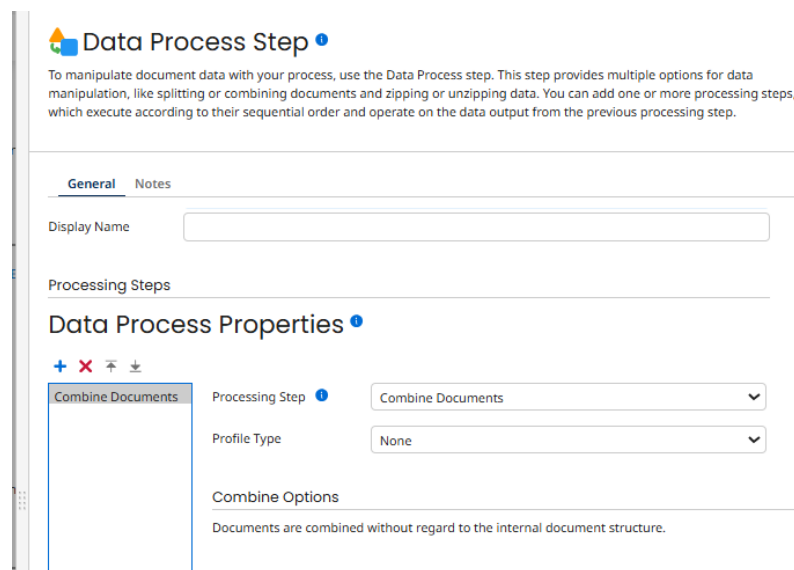 Data Process Step
To manipulate document data with your process, use the Data Process step. This step provides multiple options for data
manipulation, like splitting or combining documents and zipping or unzipping data. You can add one or more processing steps,
which execute according to their sequential order and operate on the data output from the previous processing step.
General Notes
Display Name
Processing Steps
Data Process Properties
Combine Documents
Processing Step Combine Documents
Profile Type None
Combine Options
Documents are combined without regard to the internal document structure.